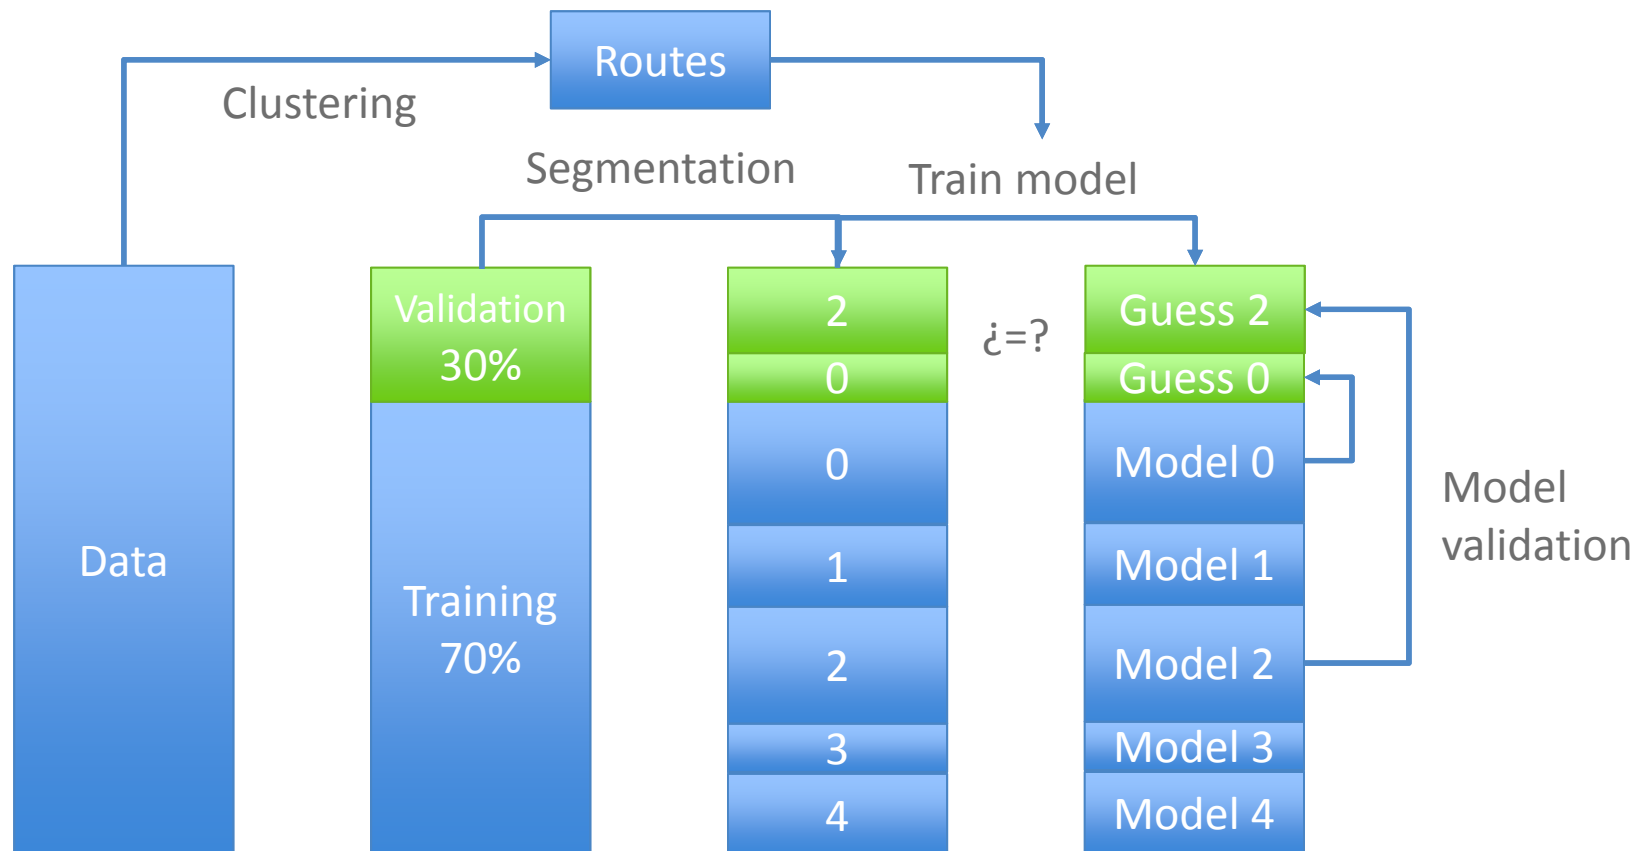 Routes
Clustering
Segmentation
Train model
Data
Validation
30%
Training
70%
2
0
0
1
2
3
4
¿=?
Guess 2
Guess 0
Model 0
Model 1
Model 2
Model 3
Model 4
Model
validation